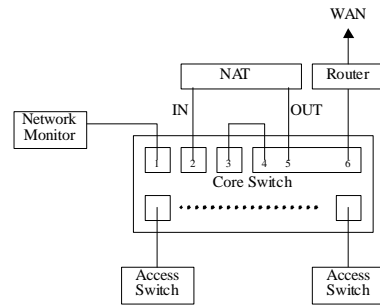 WAN
NAT
Router
IN
OUT
Network
Monitor
1
2
3
4
5
6
Core Switch
Access
Switch
Access
Switch